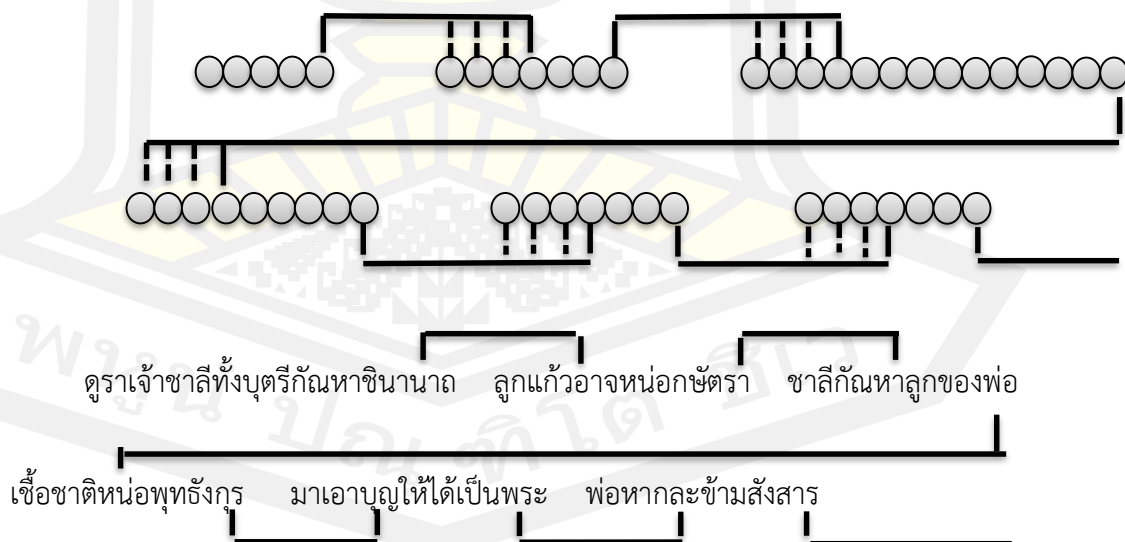 ดูราเจ้าชาลีทั้งบุตรีกัณหาชินานาถ ลูกแก้วอาจหน่อกษัตรา ชาลีกัณหาลูกของพ่อ
เชื้อชาติหน่อพุทธังกุร มาเอาบุญให้ได้เป็นพระ พ่อหากละข้ามสังสาร